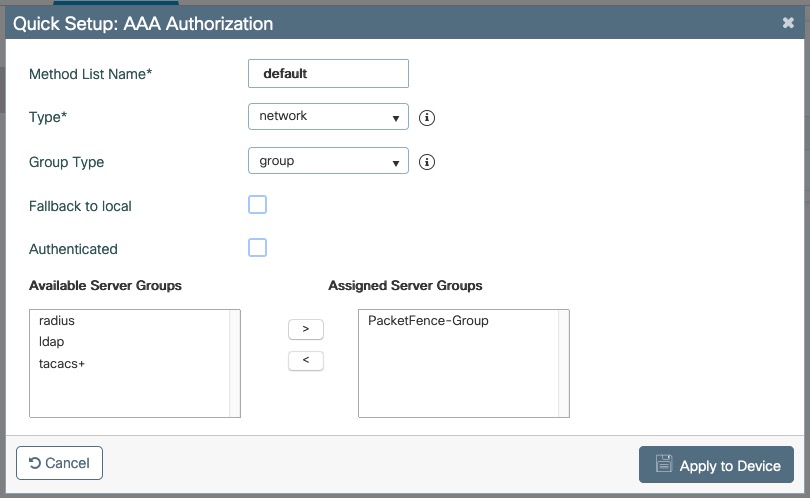 Quick Setup: AAA Authorization
Method List Name*
default
Type*
network
Group Type
group
Fallback to local
Authenticated
Available Server Groups
Assigned Server Groups
radius
ldap
tacacs+
>
<
PacketFence-Group
Cancel
Apply to Device